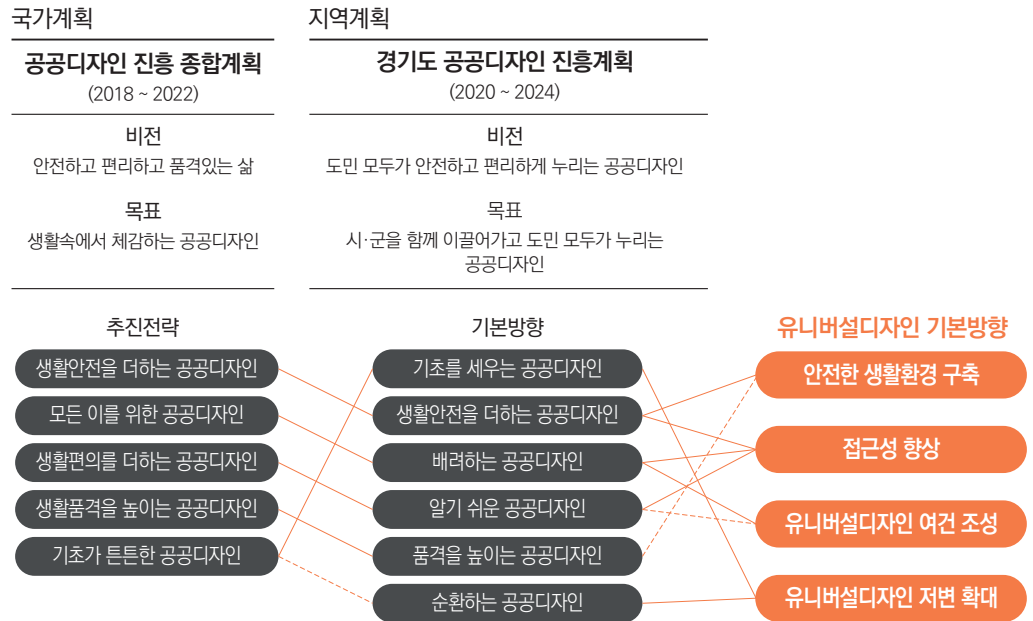 국가계획
공공디자인 진흥 종합계획
(2018 ~ 2022)
비전
안전하고 편리하고 품격있는 삶
목표
생활속에서 체감하는 공공디자인
지역계획
경기도 공공디자인 진흥계획
(2020 ~ 2024)
비전
도민 모두가 안전하고 편리하게 누리는 공공디자인
목표
시·군을 함께 이끌어가고 도민 모두가 누리는
공공디자인
추진전략
생활안전을 더하는 공공디자인
모든 이를 위한 공공디자인
생활편의를 더하는 공공디자인
생활품격을 높이는 공공디자인
기초가 튼튼한 공공디자인
기본방향
기초를 세우는 공공디자인
생활안전을 더하는 공공디자인
배려하는 공공디자인
알기 쉬운 공공디자인
품격을 높이는 공공디자인
순환하는 공공디자인
유니버설디자인 기본방향
안전한 생활환경 구축
접근성 향상
유니버설디자인 여건 조성
유니버설디자인 저변 확대